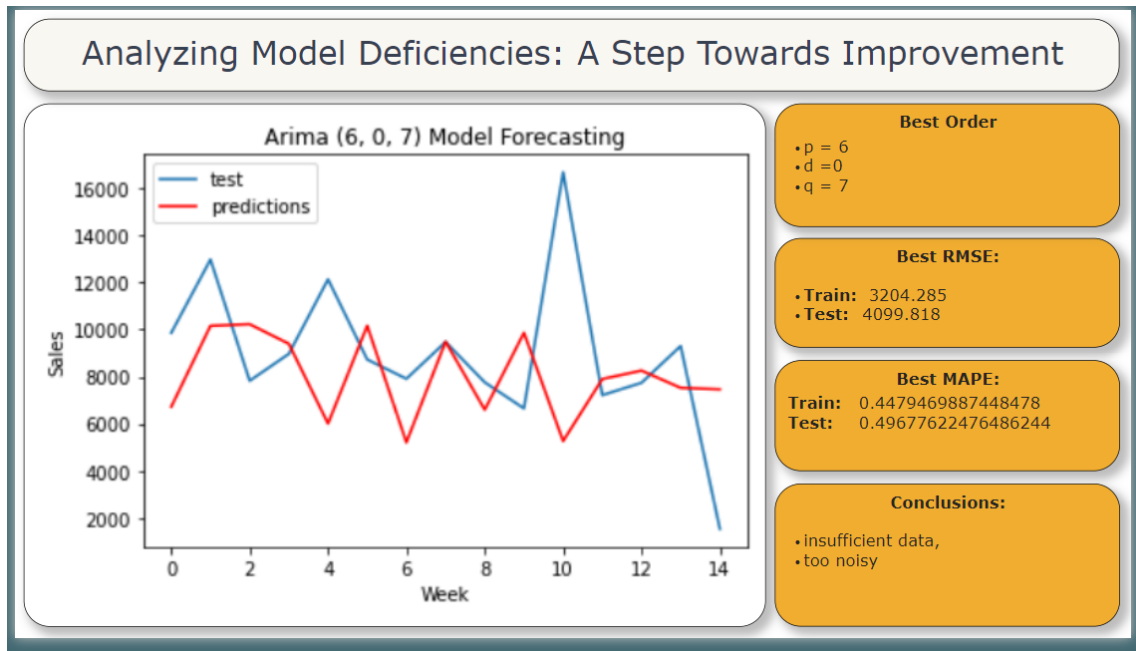 Analyzing Model Deficiencies: A Step Towards Improvement
Arima (6, 0, 7) Model Forecasting
test
predictions
16000
14000
12000
10000
8000
6000
4000
2000
Sales
0 2 4 6 8 10 12 14
Week
Best Order
• p = 6
• d =0
• q = 7
Best RMSE:
• Train: 3204.285
• Test: 4099.818
Best MAPE:
Train: 0.4479469887448478
Test: 0.49677622476486244
Conclusions:
• insufficient data,
• too noisy